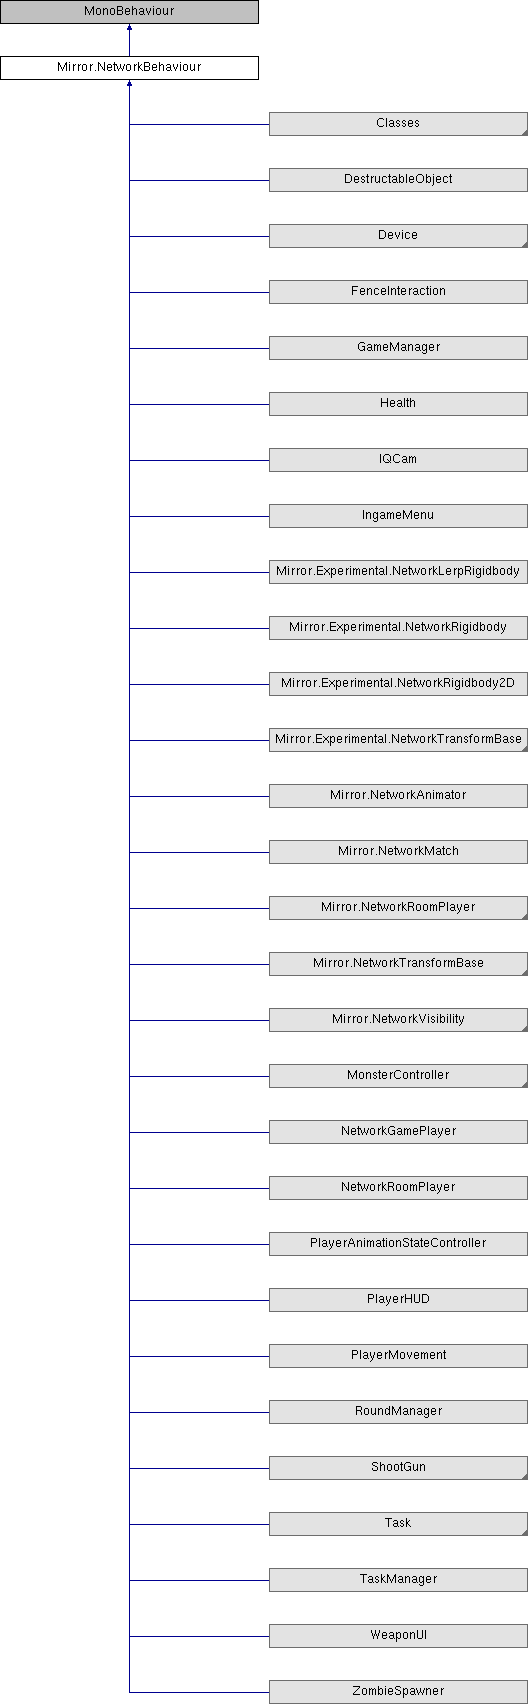 MonoBehaviour
Mirror.NetworkBehaviour
Classes
DestructableObject
Device
FenceInteraction
GameManager
Health
IQCam
IngameMenu
Mirror.Experimental.NetworkLerpRigidbody
Mirror.Experimental.NetworkRigidbody
Mirror.Experimental.NetworkRigidbody2D
Mirror.Experimental.NetworkTransformBase
Mirror.NetworkAnimator
Mirror.NetworkMatch
Mirror.NetworkRoomPlayer
Mirror.NetworkTransformBase
Mirror.NetworkVisibility
MonsterController
NetworkGamePlayer
NetworkRoomPlayer
PlayerAnimationStateController
PlayerHUD
PlayerMovement
RoundManager
ShootGun
Task
TaskManager
WeaponUI
ZombieSpawner